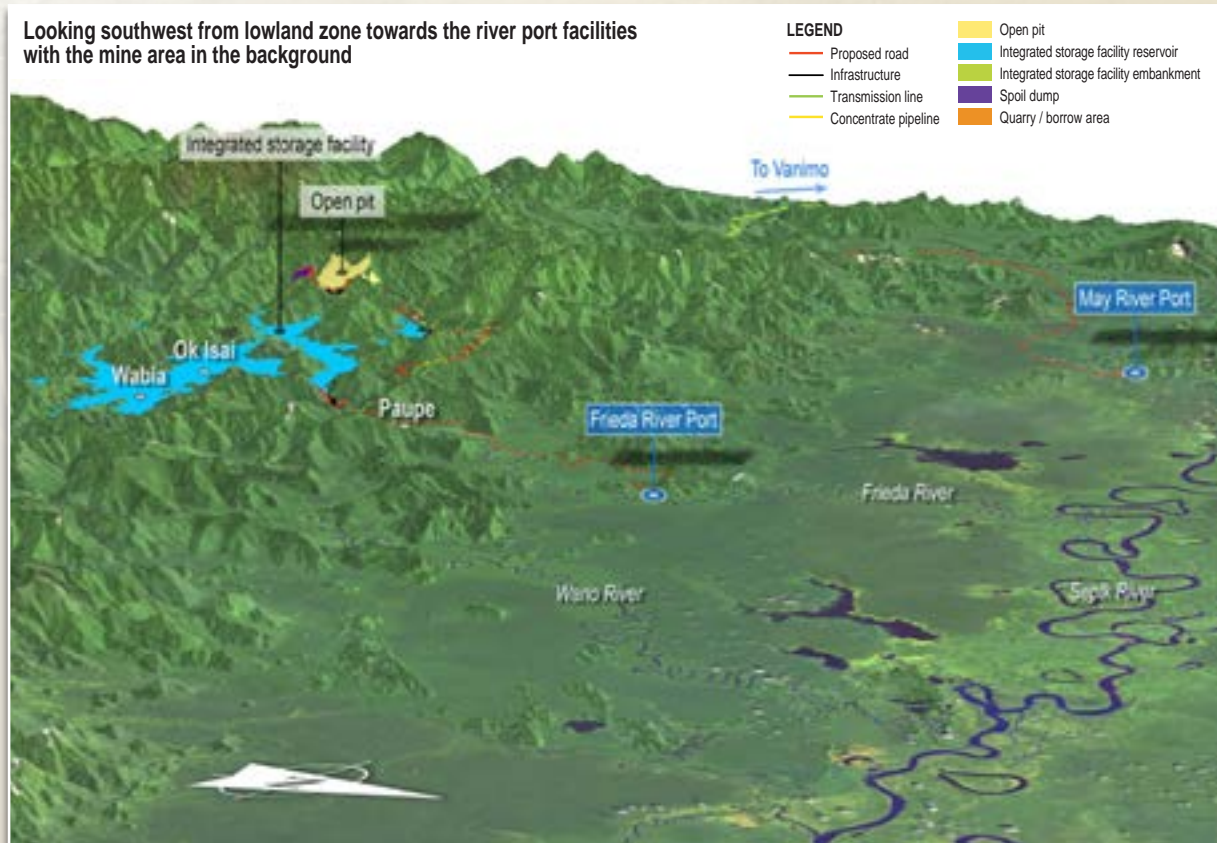 Looking southwest from lowland zone towards the river port facilities
with the mine area in the background
LEGEND
Proposed road
Infrastructure
Transmission line
Concentrate pipeline
Open pit
Integrated storage facility reservoir
Integrated storage facility embankment
Spoil dump
Quarry / borrow area
Integrated storage facility
Open pit
To Vanimo
May River Port
Ok Isai
Wabia
Paupe
Frieda River Port
Frieda River
Wario River
Sepik River